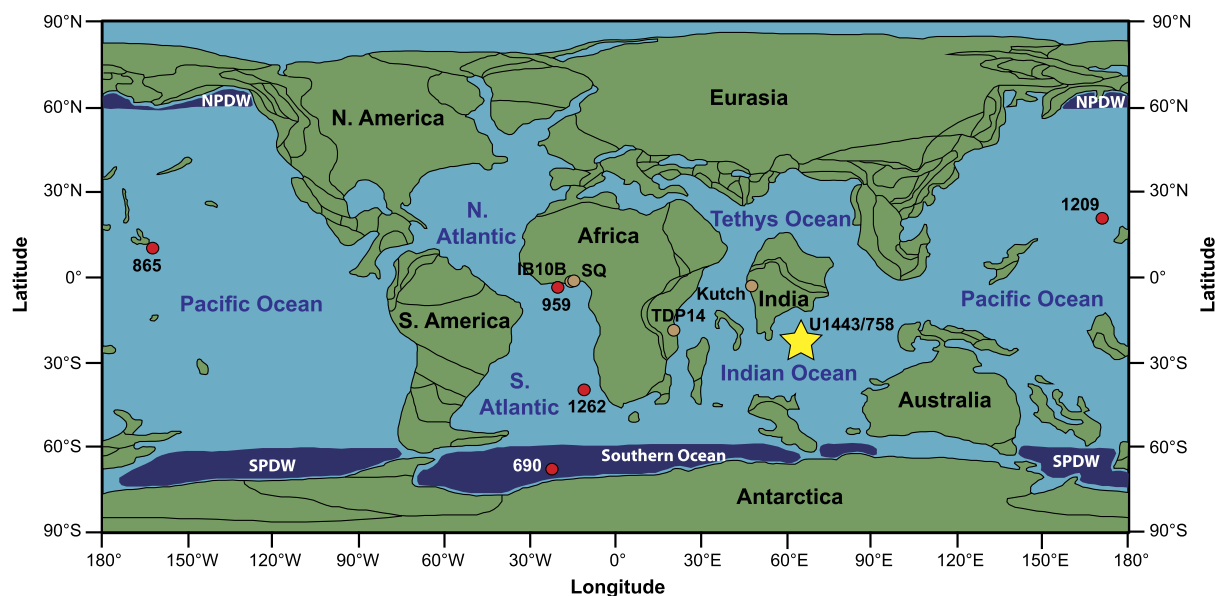 90°N
90°N
NPDW
NPDW
Eurasia
60°N
60°N
N. America
30°N
30°N
1209
N.
Atlantic
Tethys Ocean
Africa
865
IB10B
SQ
0°
0°
959
Kutch
India
Pacific Ocean
Pacific Ocean
S. America
TDP14
U1443/758
30°S
30°S
Indian Ocean
S.
Atlantic
1262
Australia
60°S
60°S
SPDW
690
Southern Ocean
SPDW
Antarctica
90°S
90°S
Latitude
Latitude
180°
150°W
120°W
90°W
60°W
30°W
0°
30°E
60°E
90°E
120°E
150°E
180°
Longitude